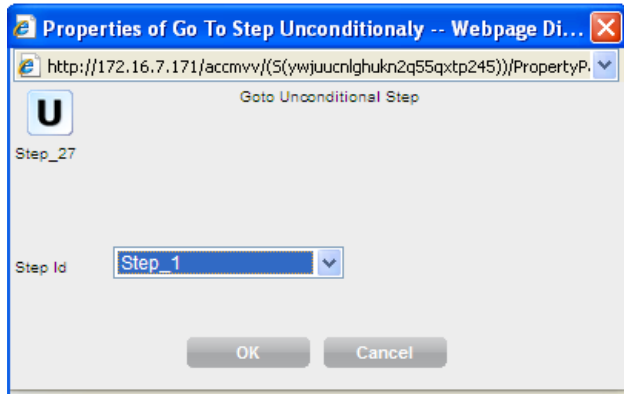 Properties of Go To Step Unconditionaly -- Webpage Di...
http://172.16.7.171/accmvv/(S(ywjuucnlghukn2q55qxtp245))/PropertyP.
Goto Unconditional Step
U
Step_27
Step Id
Step_1
OK Cancel